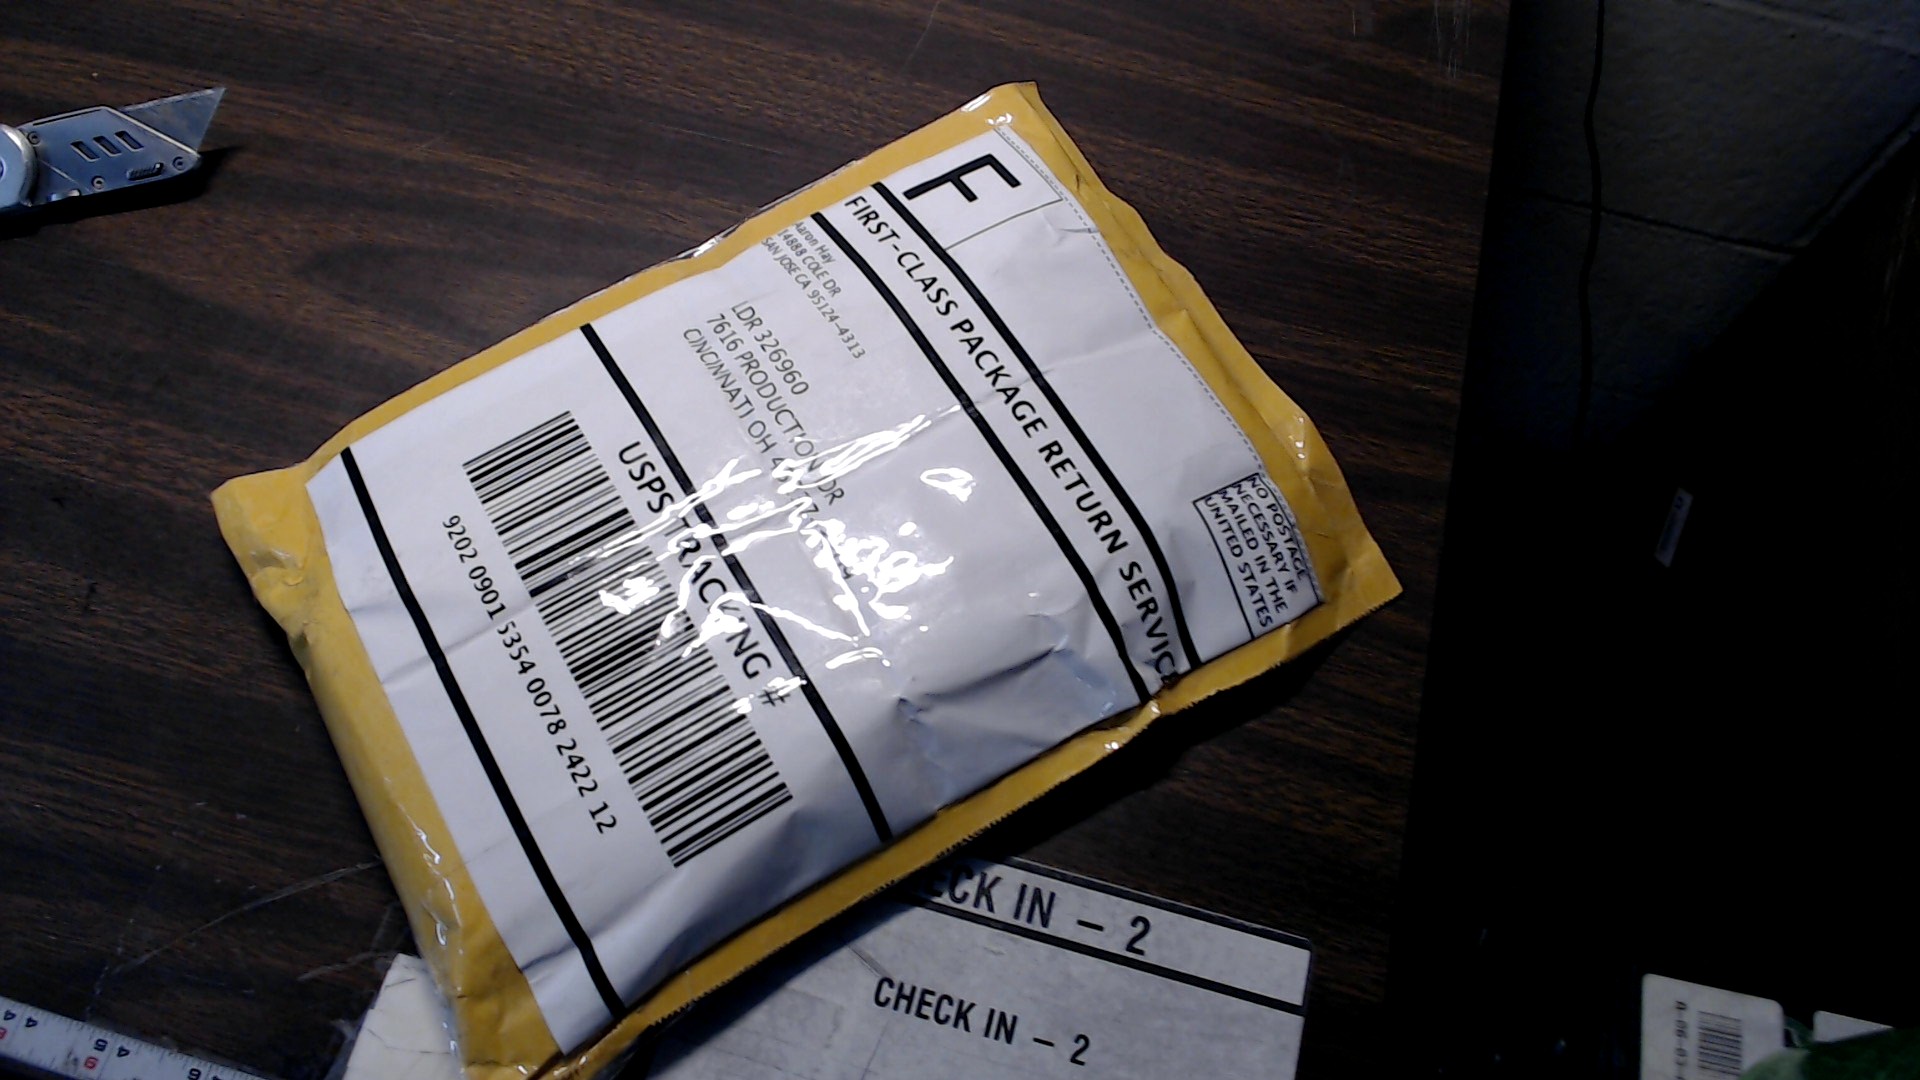 F
FIRST-CLASS PACKAGE RETURN SERVICE
NO POSTAGE
NECESSARY IF
MAILED IN THE
UNITED STATES
Aaron Hay
14888 COLE DR
SAN JOSE CA 95124-4313
LDR 326960
7616 PRODUCTION DR
CINCINNATI OH
USPS TRACKING #
9202 0901 5354 0078 2422 12
CK IN - 2
CHECK IN - 2